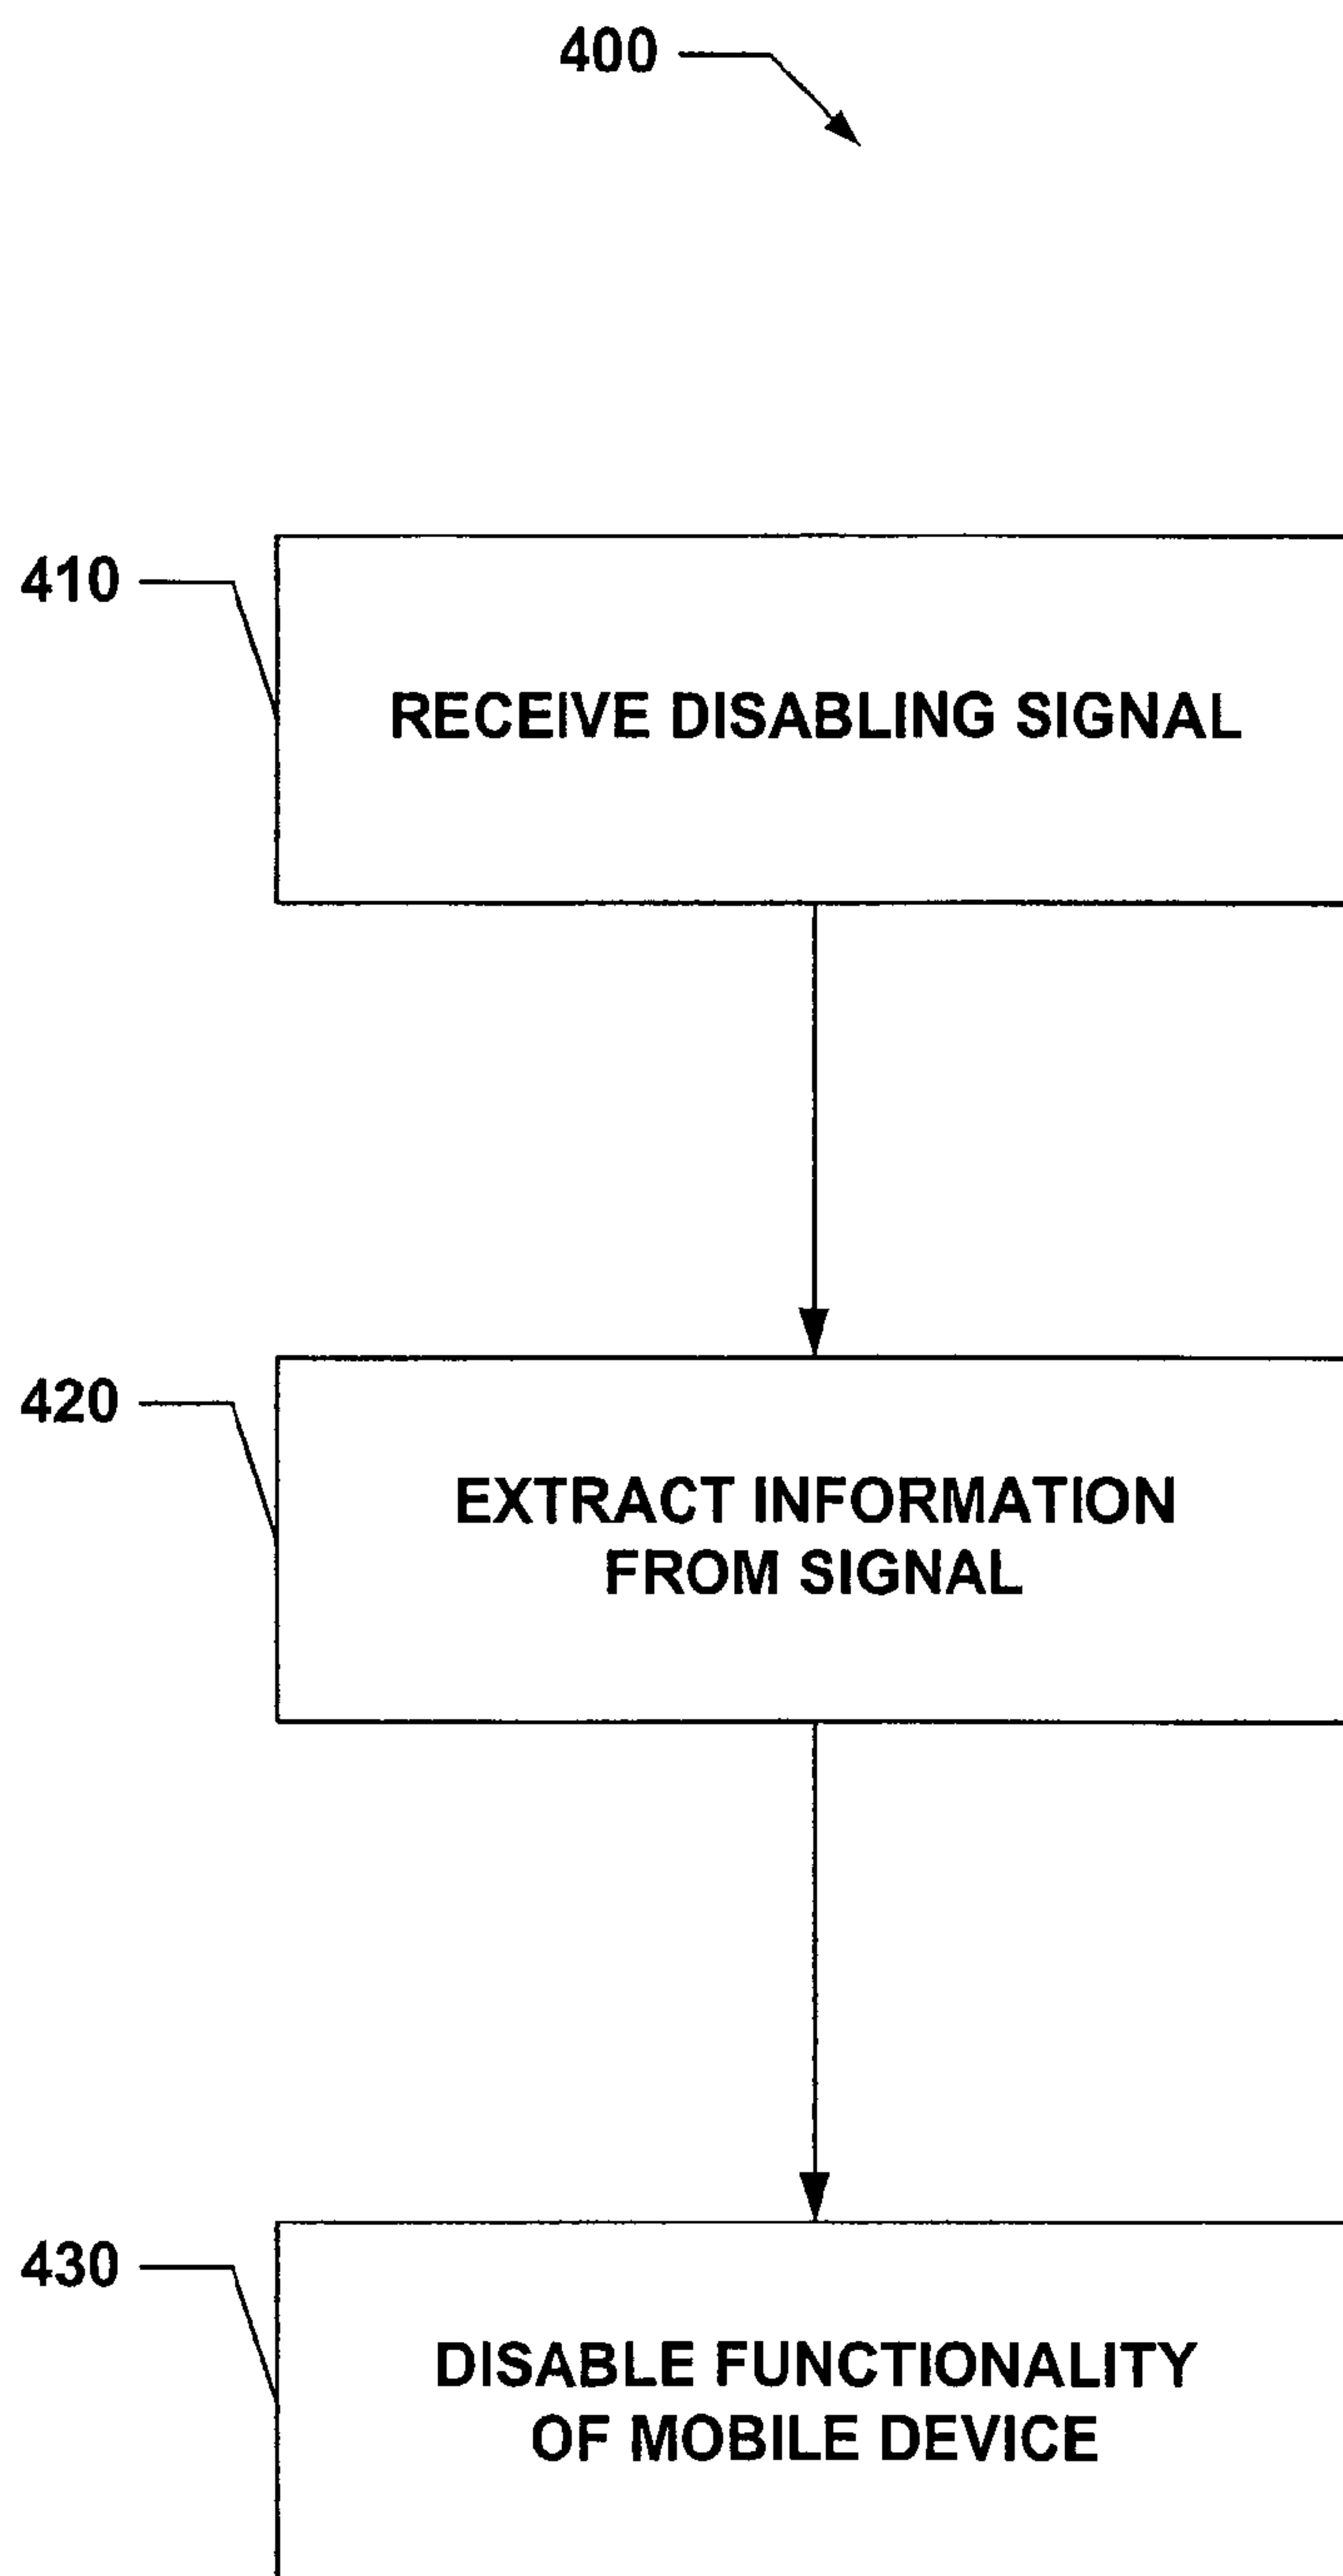 400
410
RECEIVE DISABLING SIGNAL
420
EXTRACT INFORMATION
FROM SIGNAL
430
DISABLE FUNCTIONALITY
OF MOBILE DEVICE